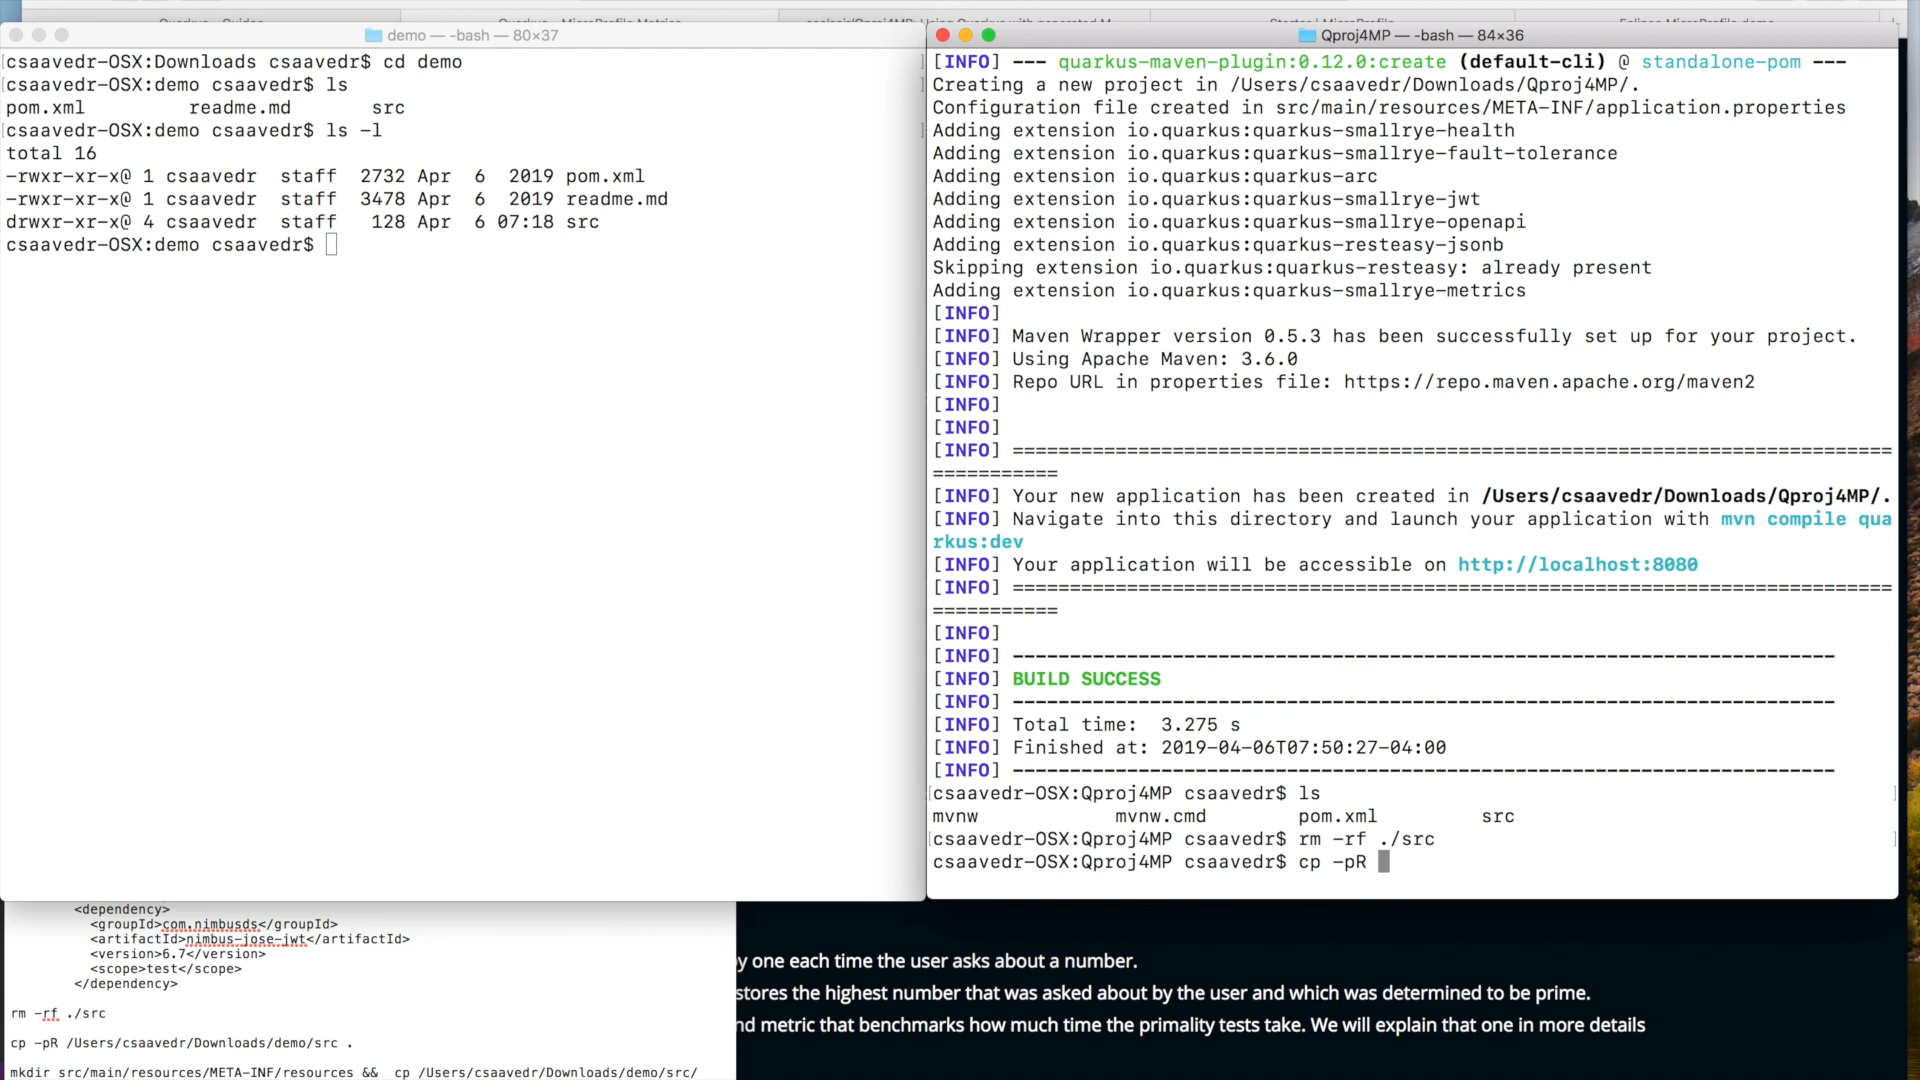 demo — -bash — 80×37
csaavedr-OSX:Downloads csaavedr$ cd demo
csaavedr-OSX:demo csaavedr$ ls
pom.xml readme.md src
csaavedr-OSX:demo csaavedr$ ls -l
total 16
-rwxr-xr-x@ 1 csaavedr staff 2732 Apr 6 2019 pom.xml
-rwxr-xr-x@ 1 csaavedr staff 3478 Apr 6 2019 readme.md
drwxr-xr-x@ 4 csaavedr staff 128 Apr 6 07:18 src
csaavedr-OSX:demo csaavedr$
Qproj4MP — -bash — 84×36
[INFO] --- quarkus-maven-plugin:0.12.0:create (default-cli) @ standalone-pom ---
Creating a new project in /Users/csaavedr/Downloads/Qproj4MP/.
Configuration file created in src/main/resources/META-INF/application.properties
Adding extension io.quarkus:quarkus-smallrye-health
Adding extension io.quarkus:quarkus-smallrye-fault-tolerance
Adding extension io.quarkus:quarkus-arc
Adding extension io.quarkus:quarkus-smallrye-jwt
Adding extension io.quarkus:quarkus-smallrye-openapi
Adding extension io.quarkus:quarkus-resteasy-jsonb
Skipping extension io.quarkus:quarkus-resteasy: already present
Adding extension io.quarkus:quarkus-smallrye-metrics
[INFO]
[INFO] Maven Wrapper version 0.5.3 has been successfully set up for your project.
[INFO] Using Apache Maven: 3.6.0
[INFO] Repo URL in properties file: https://repo.maven.apache.org/maven2
[INFO]
[INFO]
[INFO] =============================================================================
===========
[INFO] Your new application has been created in /Users/csaavedr/Downloads/Qproj4MP/.
[INFO] Navigate into this directory and launch your application with mvn compile qua
rkus:dev
[INFO] Your application will be accessible on http://localhost:8080
[INFO] =============================================================================
===========
[INFO]
[INFO] ------------------------------------------------------------------------
[INFO] BUILD SUCCESS
[INFO] ------------------------------------------------------------------------
[INFO] Total time:  3.275 s
[INFO] Finished at: 2019-04-06T07:50:27-04:00
[INFO] ------------------------------------------------------------------------
csaavedr-OSX:Qproj4MP csaavedr$ ls
mvnw mvnw.cmd pom.xml src
csaavedr-OSX:Qproj4MP csaavedr$ rm -rf ./src
csaavedr-OSX:Qproj4MP csaavedr$ cp -pR
<dependency>
<groupId>com.nimbusds</groupId>
<artifactId>nimbus-jose-jwt</artifactId>
<version>6.7</version>
<scope>test</scope>
</dependency>
rm -rf ./src
cp -pR /Users/csaavedr/Downloads/demo/src .
mkdir src/main/resources/META-INF/resources && cp /Users/csaavedr/Downloads/demo/src/
y one each time the user asks about a number.
stores the highest number that was asked about by the user and which was determined to be prime.
nd metric that benchmarks how much time the primality tests take. We will explain that one in more details